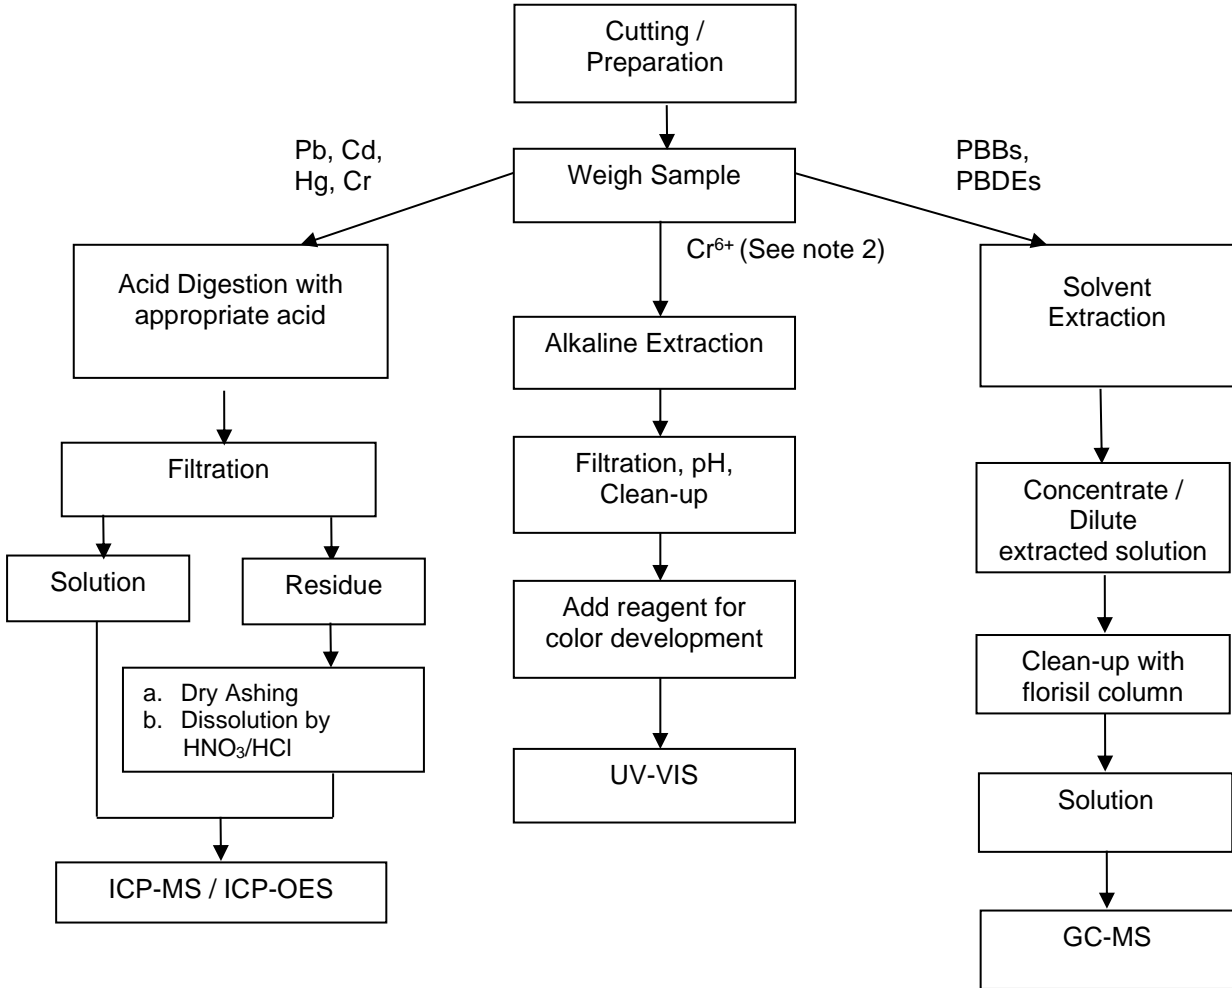 Cutting /
Preparation
Pb, Cd,
Hg, Cr
Weigh Sample
PBBs,
PBDEs
Cr⁶⁺ (See note 2)
Acid Digestion with
appropriate acid
Alkaline Extraction
Solvent
Extraction
Filtration
Filtration, pH,
Clean-up
Concentrate /
Dilute
extracted solution
Solution
Residue
Add reagent for
color development
a. Dry Ashing
b. Dissolution by
HNO₃/HCl
Clean-up with
florisil column
UV-VIS
Solution
ICP-MS / ICP-OES
GC-MS